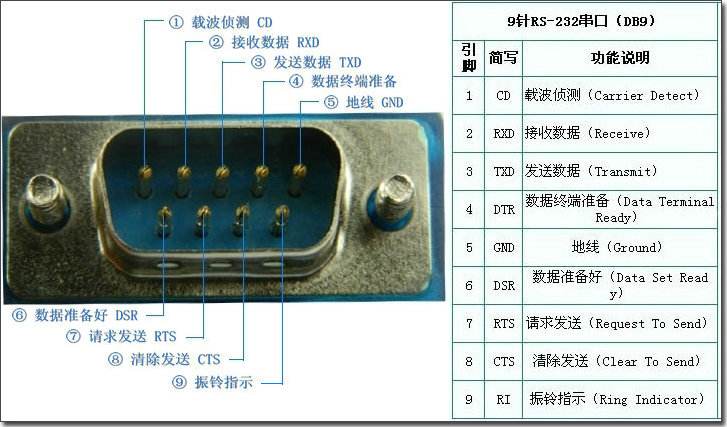 ① 载波侦测 CD
② 接收数据 RXD
③ 发送数据 TXD
④ 数据终端准备
⑤ 地线 GND
⑥ 数据准备好 DSR
⑦ 请求发送 RTS
⑧ 清除发送 CTS
⑨ 振铃指示
9针RS-232串口（DB9）
引脚 简写 功能说明
1 CD 载波侦测（Carrier Detect）
2 RXD 接收数据（Receive）
3 TXD 发送数据（Transmit）
4 DTR 数据终端准备（Data Terminal
Ready）
5 GND 地线（Ground）
6 DSR 数据准备好（Data Set Read
y）
7 RTS 请求发送（Request To Send）
8 CTS 清除发送（Clear To Send）
9 RI 振铃指示（Ring Indicator）